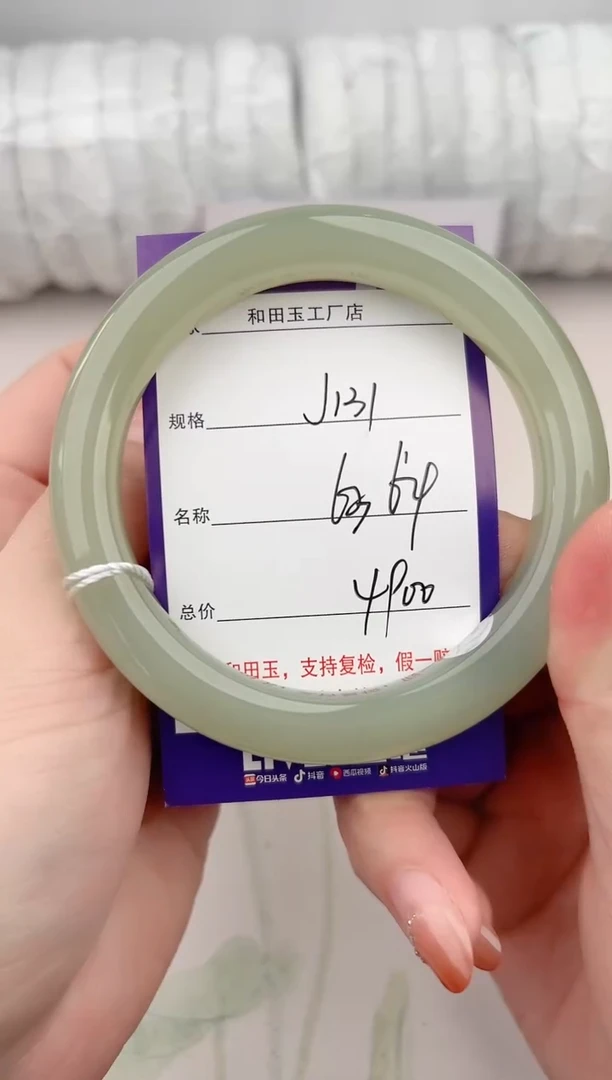 和田玉工厂店
规格 J131
名称 63 64
总价 4900
和田玉，支持复检，假一赔
今日头条 抖音 西瓜视频 抖音火山版